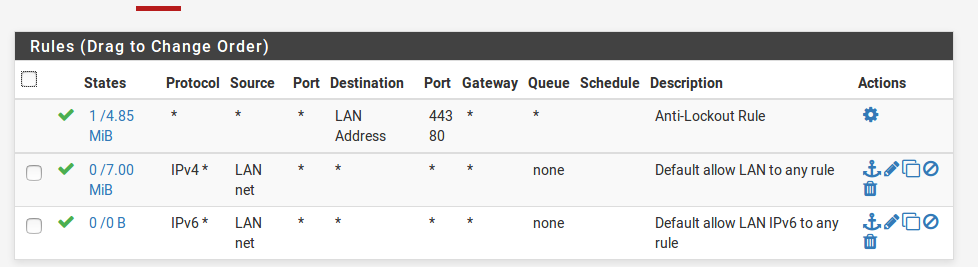 Rules (Drag to Change Order)
States Protocol Source Port Destination Port Gateway Queue Schedule Description Actions
1 /4.85 * * * LAN 443 * * Anti-Lockout Rule
MiB Address 80
0 /7.00 IPv4 * LAN * * * * none Default allow LAN to any rule
MiB net
0 /0 B IPv6 * LAN * * * * none Default allow LAN IPv6 to any
net rule